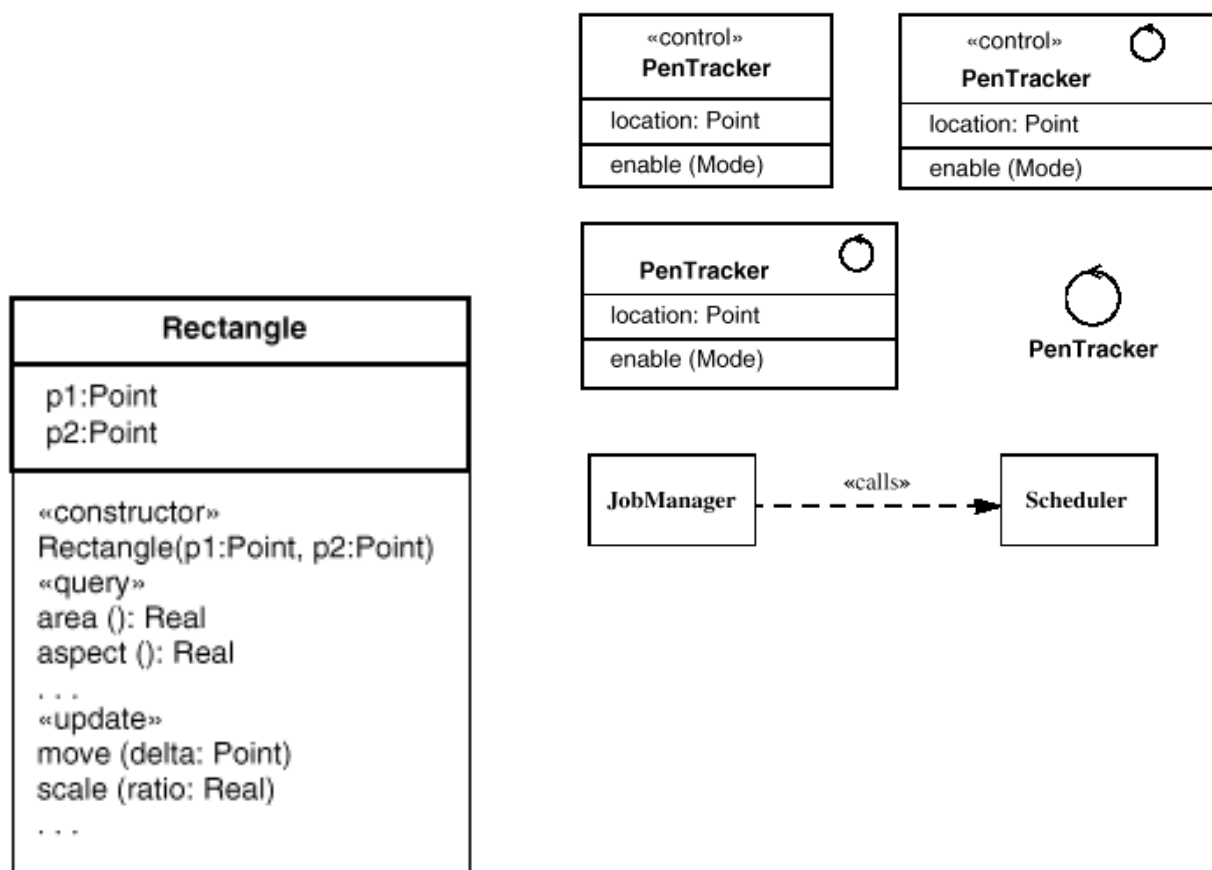 «control»
PenTracker
location: Point
enable (Mode)
«control»
PenTracker
location: Point
enable (Mode)
PenTracker
location: Point
enable (Mode)
PenTracker
Rectangle
p1:Point
p2:Point
«constructor»
Rectangle(p1:Point, p2:Point)
«query»
area (): Real
aspect (): Real
. . .
«update»
move (delta: Point)
scale (ratio: Real)
. . .
JobManager
«calls»
Scheduler